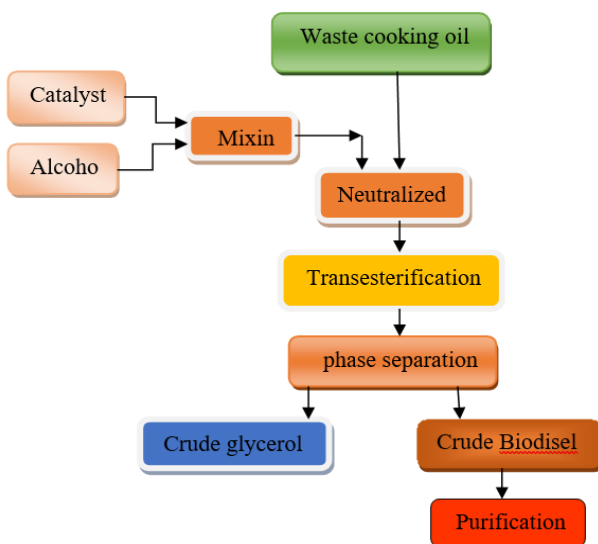 Waste cooking oil
Catalyst
Mixin
Alcoho
Neutralized
Transesterification
phase separation
Crude glycerol
Crude Biodisel
Purification